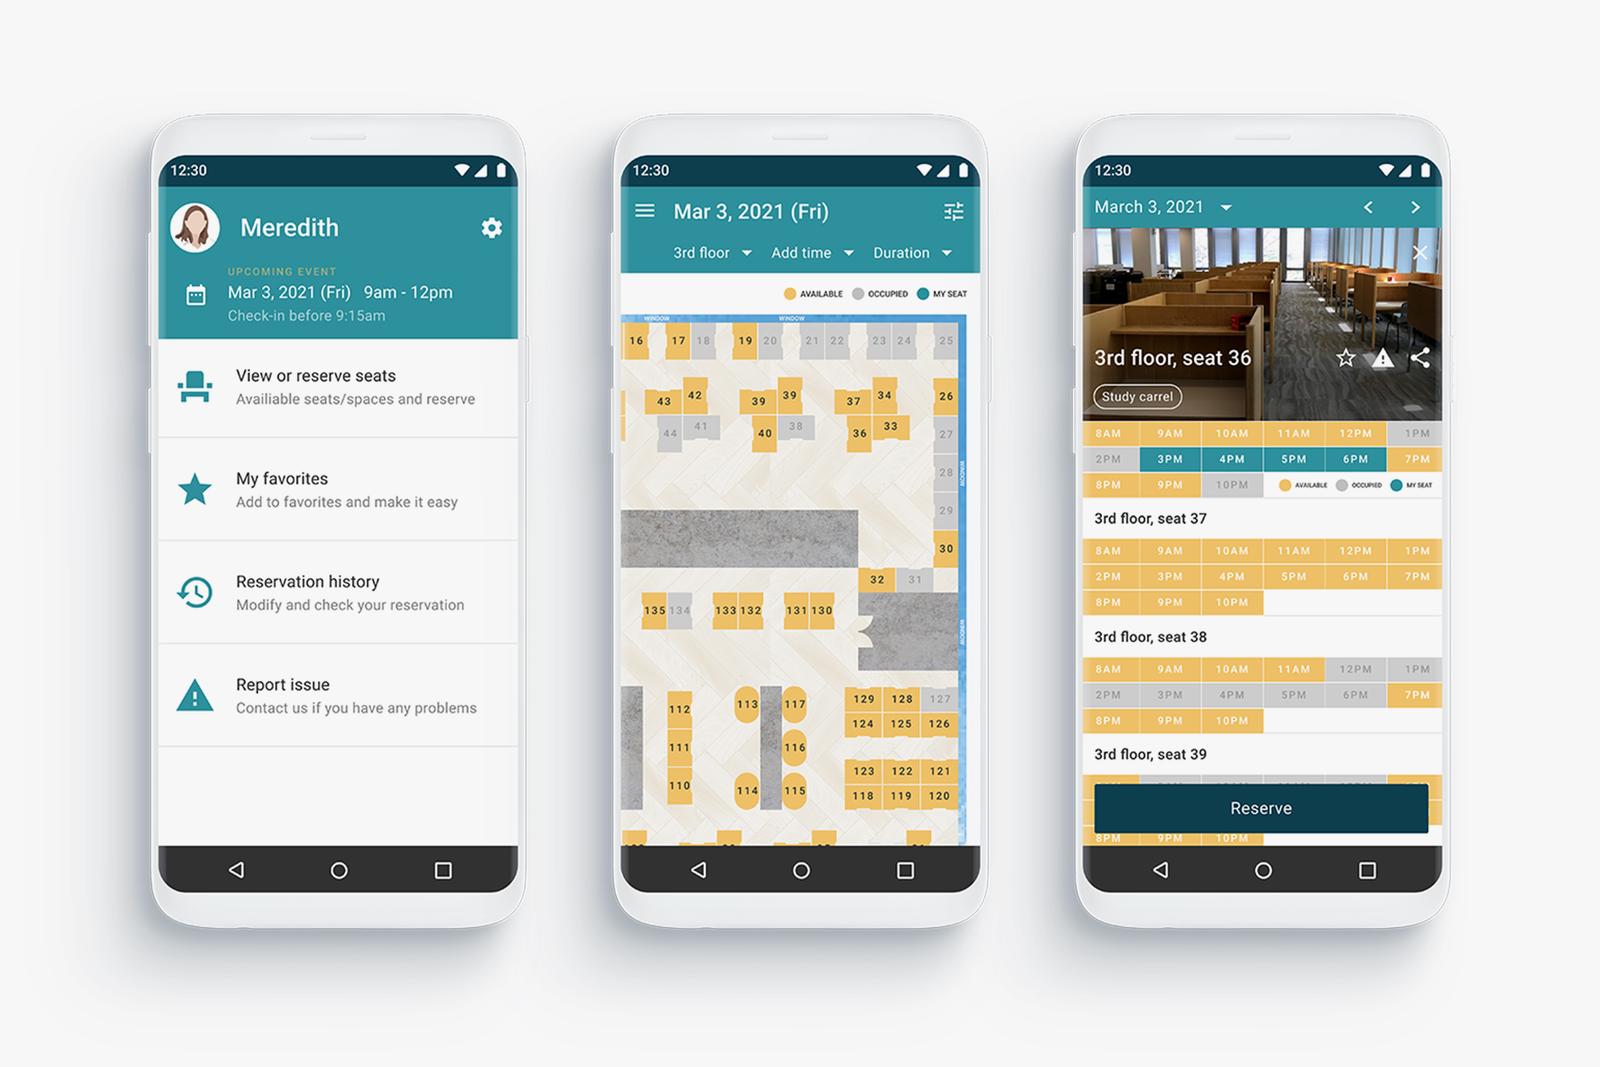 12:30
Meredith
UPCOMING EVENT
Mar 3, 2021 (Fri) 9am - 12pm
Check-in before 9:15am
View or reserve seats
Availiable seats/spaces and reserve
My favorites
Add to favorites and make it easy
Reservation history
Modify and check your reservation
Report issue
Contact us if you have any problems
12:30
Mar 3, 2021 (Fri)
3rd floor Add time Duration
AVAILABLE OCCUPIED MY SEAT
WINDOW WINDOW
16 17 18 19 20 21 22 23 24 25
43 42 39 39 37 34 26
44 41 40 38 36 33 27
WINDOW
28
29
30
32 31
135 134 133 132 131 130
WINDOW
112 113 117 129 128 127
124 125 126
111 116
123 122 121
110 114 115 118 119 120
12:30
March 3, 2021
3rd floor, seat 36
Study carrel
8AM 9AM 10AM 11AM 12PM 1PM
2PM 3PM 4PM 5PM 6PM 7PM
8PM 9PM 10PM AVAILABLE OCCUPIED MY SEAT
3rd floor, seat 37
8AM 9AM 10AM 11AM 12PM 1PM
2PM 3PM 4PM 5PM 6PM 7PM
8PM 9PM 10PM
3rd floor, seat 38
8AM 9AM 10AM 11AM 12PM 1PM
2PM 3PM 4PM 5PM 6PM 7PM
8PM 9PM 10PM
3rd floor, seat 39
Reserve
8PM 9PM 10PM